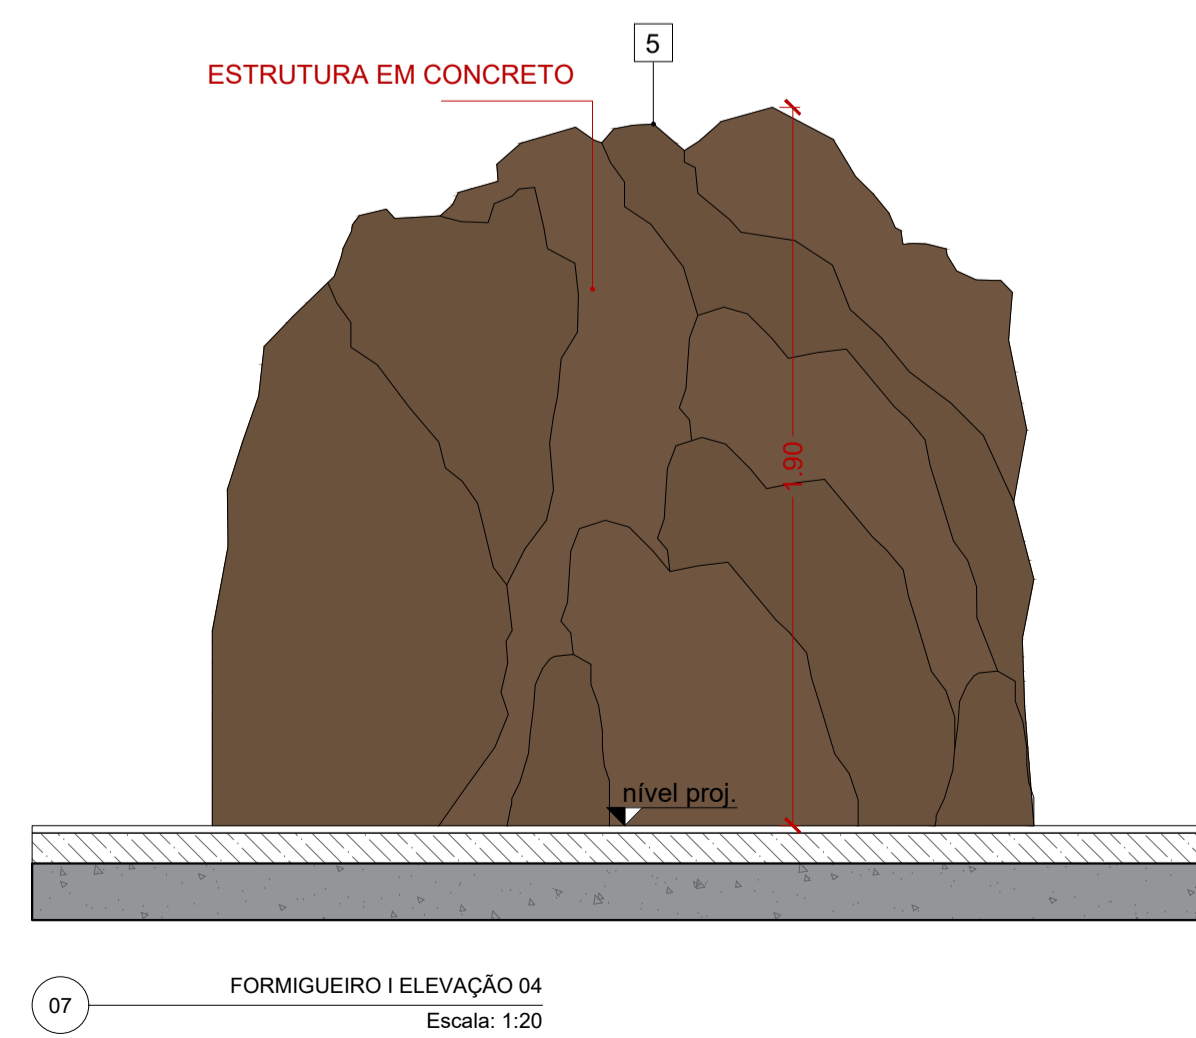 5
ESTRUTURA EM CONCRETO
1.90
nível proj.
07
FORMIGUEIRO I ELEVAÇÃO 04
Escala: 1:20